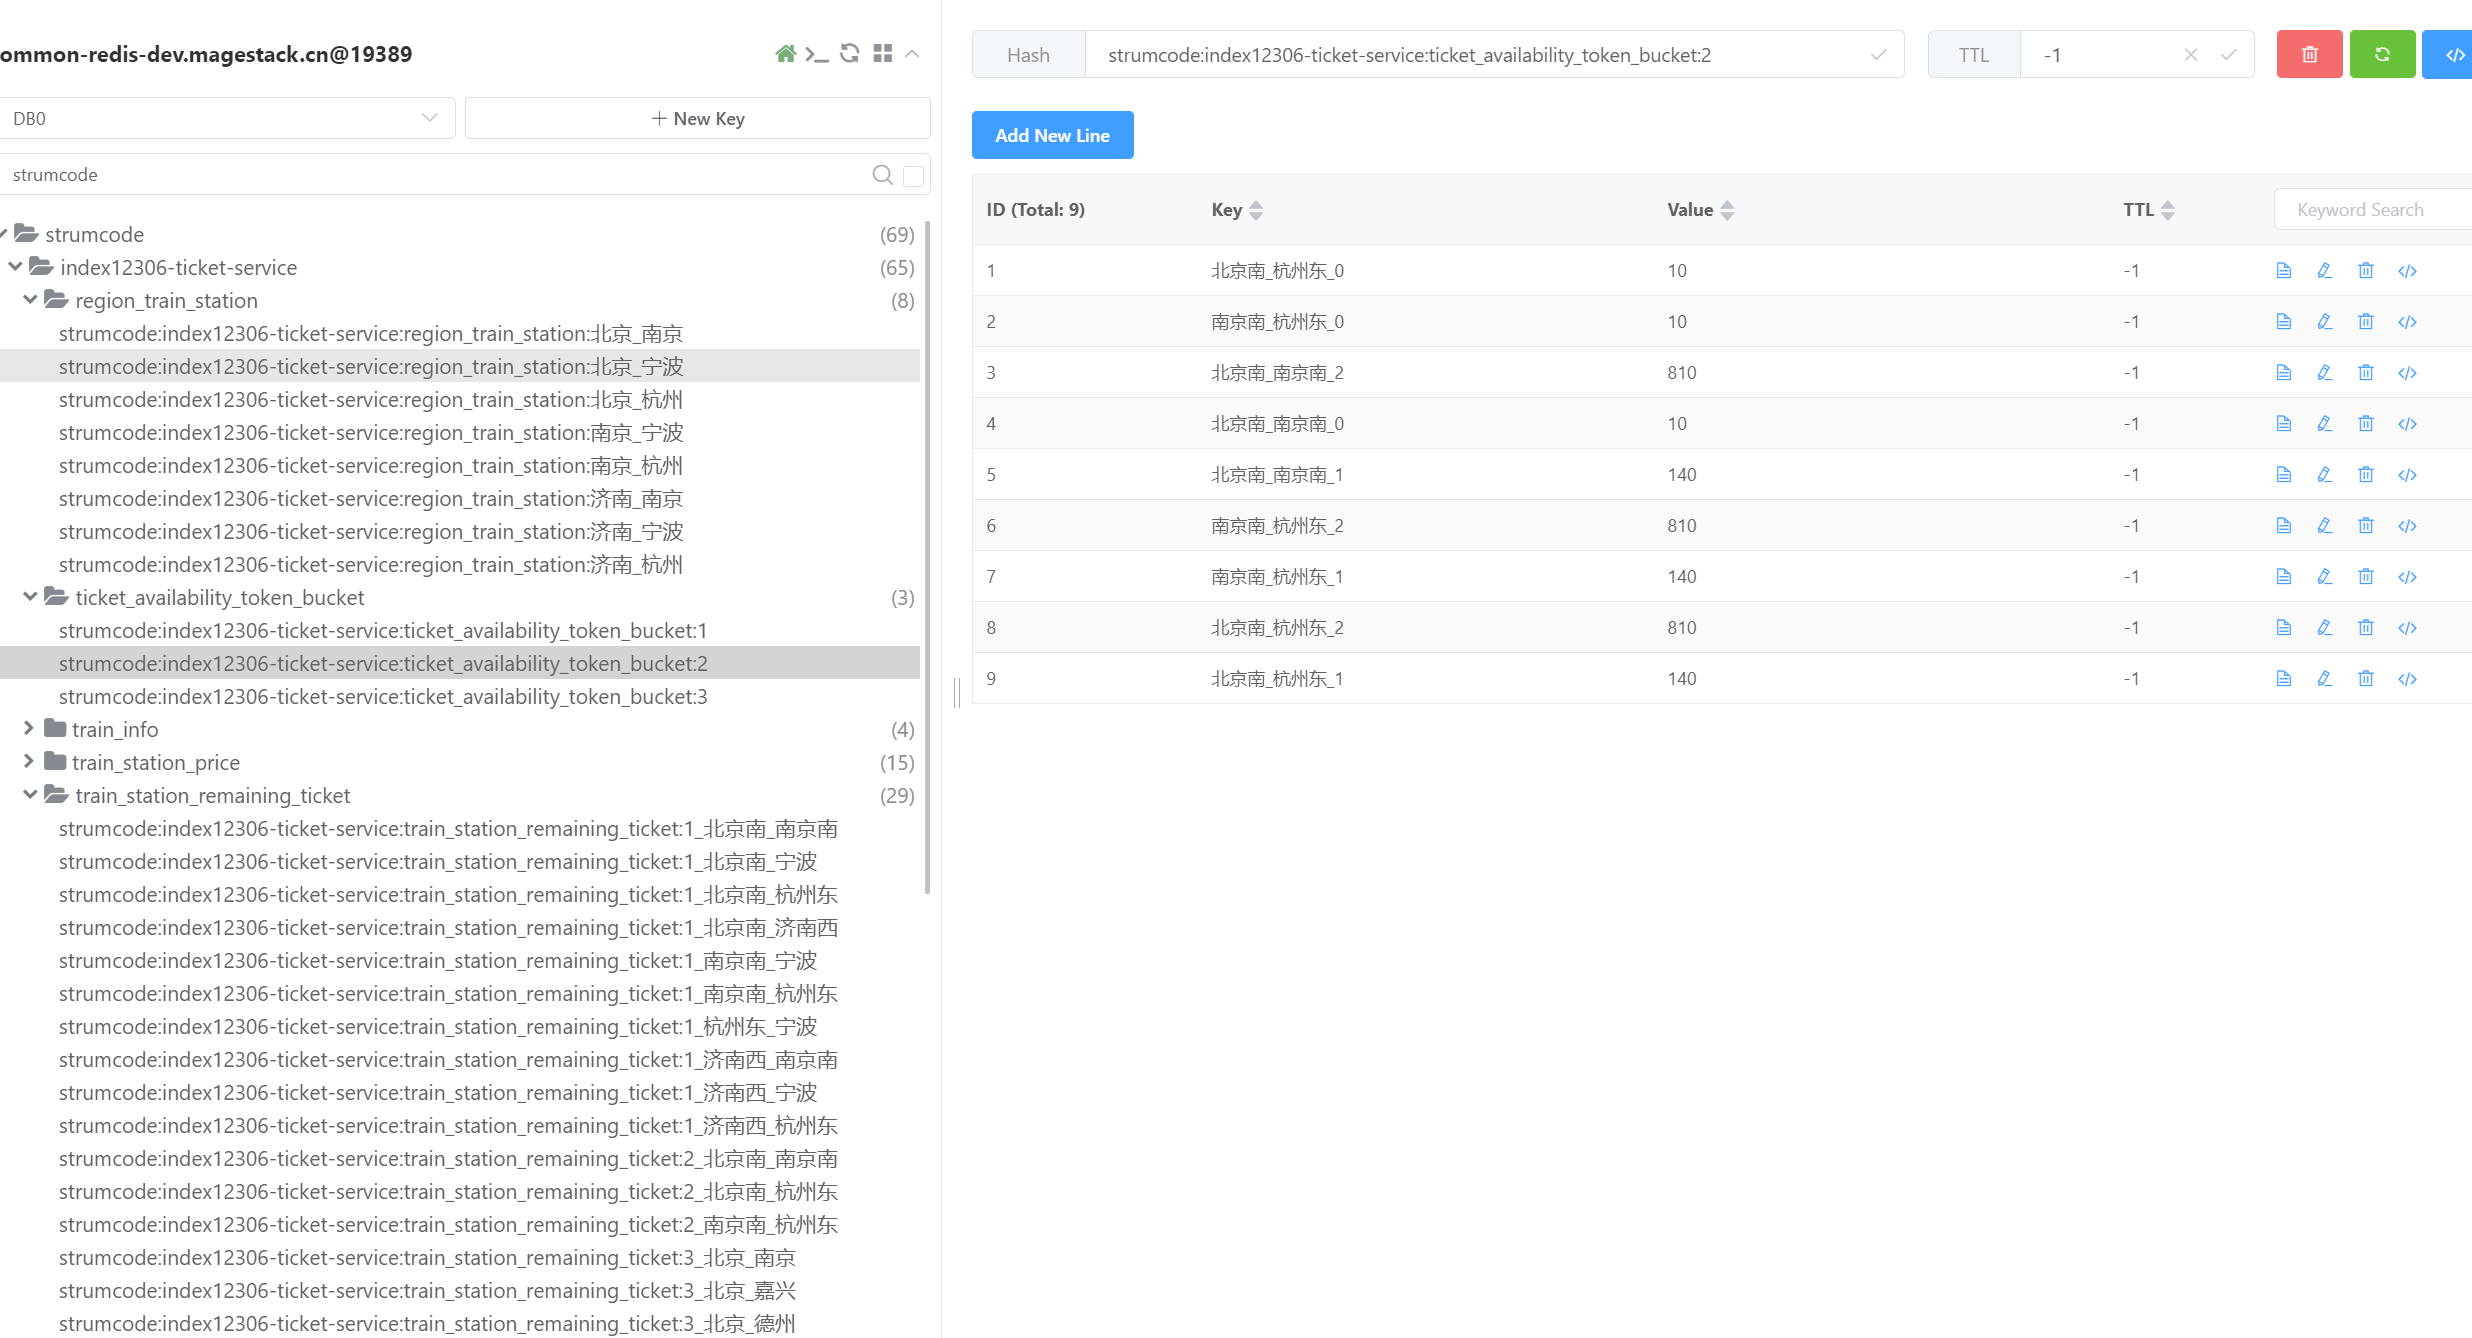 ommon-redis-dev.magestack.cn@19389
DB0
New Key
strumcode
strumcode (69)
index12306-ticket-service (65)
region_train_station (8)
strumcode:index12306-ticket-service:region_train_station:北京_南京
strumcode:index12306-ticket-service:region_train_station:北京_宁波
strumcode:index12306-ticket-service:region_train_station:北京_杭州
strumcode:index12306-ticket-service:region_train_station:南京_宁波
strumcode:index12306-ticket-service:region_train_station:南京_杭州
strumcode:index12306-ticket-service:region_train_station:济南_南京
strumcode:index12306-ticket-service:region_train_station:济南_宁波
strumcode:index12306-ticket-service:region_train_station:济南_杭州
ticket_availability_token_bucket (3)
strumcode:index12306-ticket-service:ticket_availability_token_bucket:1
strumcode:index12306-ticket-service:ticket_availability_token_bucket:2
strumcode:index12306-ticket-service:ticket_availability_token_bucket:3
train_info (4)
train_station_price (15)
train_station_remaining_ticket (29)
strumcode:index12306-ticket-service:train_station_remaining_ticket:1_北京南_南京南
strumcode:index12306-ticket-service:train_station_remaining_ticket:1_北京南_宁波
strumcode:index12306-ticket-service:train_station_remaining_ticket:1_北京南_杭州东
strumcode:index12306-ticket-service:train_station_remaining_ticket:1_北京南_济南西
strumcode:index12306-ticket-service:train_station_remaining_ticket:1_南京南_宁波
strumcode:index12306-ticket-service:train_station_remaining_ticket:1_南京南_杭州东
strumcode:index12306-ticket-service:train_station_remaining_ticket:1_杭州东_宁波
strumcode:index12306-ticket-service:train_station_remaining_ticket:1_济南西_南京南
strumcode:index12306-ticket-service:train_station_remaining_ticket:1_济南西_宁波
strumcode:index12306-ticket-service:train_station_remaining_ticket:1_济南西_杭州东
strumcode:index12306-ticket-service:train_station_remaining_ticket:2_北京南_南京南
strumcode:index12306-ticket-service:train_station_remaining_ticket:2_北京南_杭州东
strumcode:index12306-ticket-service:train_station_remaining_ticket:2_南京南_杭州东
strumcode:index12306-ticket-service:train_station_remaining_ticket:3_北京_南京
strumcode:index12306-ticket-service:train_station_remaining_ticket:3_北京_嘉兴
strumcode:index12306-ticket-service:train_station_remaining_ticket:3_北京_德州
Hash strumcode:index12306-ticket-service:ticket_availability_token_bucket:2 TTL -1
Add New Line
ID (Total: 9) Key Value TTL Keyword Search
1 北京南_杭州东_0 10 -1
2 南京南_杭州东_0 10 -1
3 北京南_南京南_2 810 -1
4 北京南_南京南_0 10 -1
5 北京南_南京南_1 140 -1
6 南京南_杭州东_2 810 -1
7 南京南_杭州东_1 140 -1
8 北京南_杭州东_2 810 -1
9 北京南_杭州东_1 140 -1